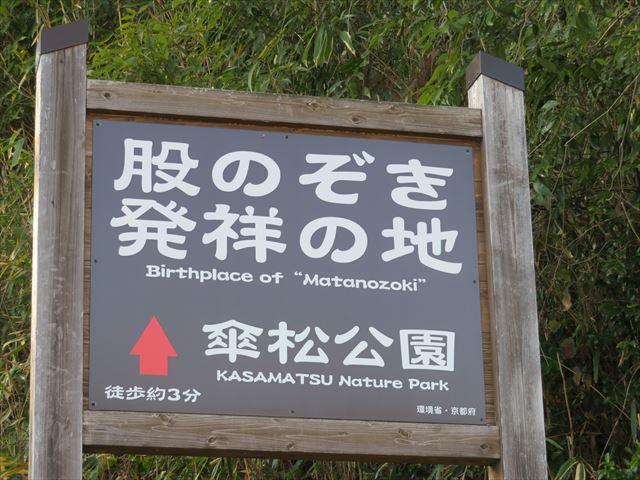 股のぞき
発祥の地
Birthplace of “Matanozoki”
傘松公園
KASAMATSU Nature Park
徒歩約3分
環境省・京都府